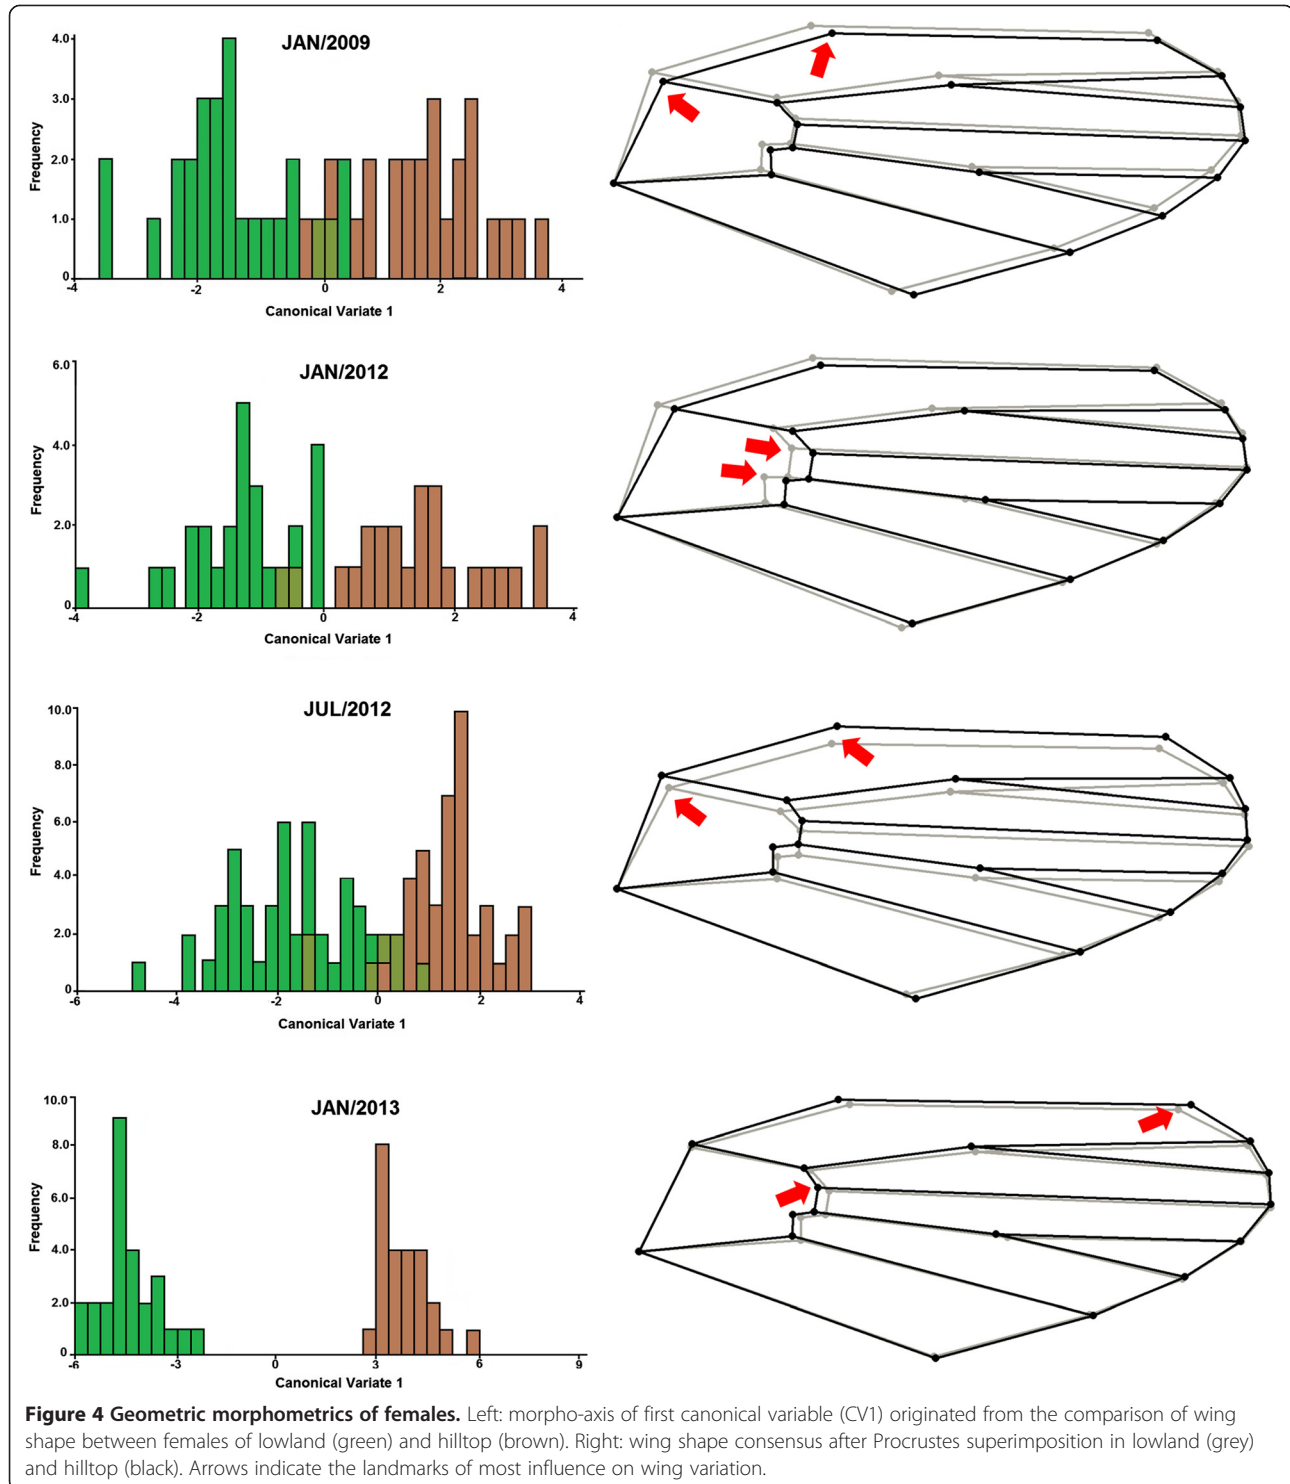 JAN/2009
Frequency
4.0
3.0
2.0
1.0
0
-4
-2
0
2
4
Canonical Variate 1
JAN/2012
Frequency
6.0
4.0
2.0
0
-4
-2
0
2
4
Canonical Variate 1
JUL/2012
Frequency
10.0
8.0
6.0
4.0
2.0
0
-6
-4
-2
0
2
4
Canonical Variate 1
JAN/2013
Frequency
10.0
8.0
6.0
4.0
2.0
0
-6
-3
0
3
6
9
Canonical Variate 1
Figure 4 Geometric morphometrics of females. Left: morpho-axis of first canonical variable (CV1) originated from the comparison of wing
shape between females of lowland (green) and hilltop (brown). Right: wing shape consensus after Procrustes superimposition in lowland (grey)
and hilltop (black). Arrows indicate the landmarks of most influence on wing variation.